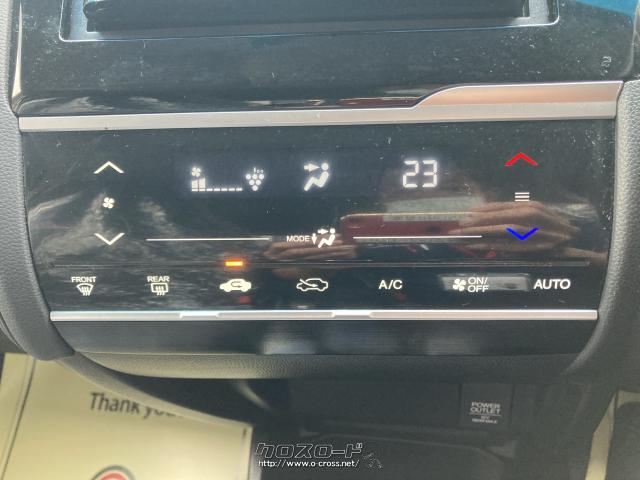 23
MODE
FRONT
REAR
A/C
ON/
OFF
AUTO
POWER
OUTLET
Thank you
クロスロード
http://www.o-cross.net/